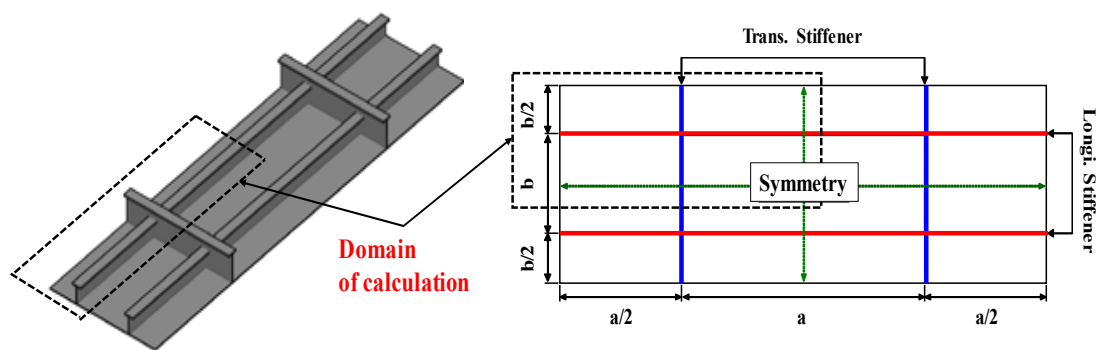 Trans. Stiffener
b/2
b
b/2
Symmetry
Longi. Stiffener
Domain
of calculation
a/2
a
a/2